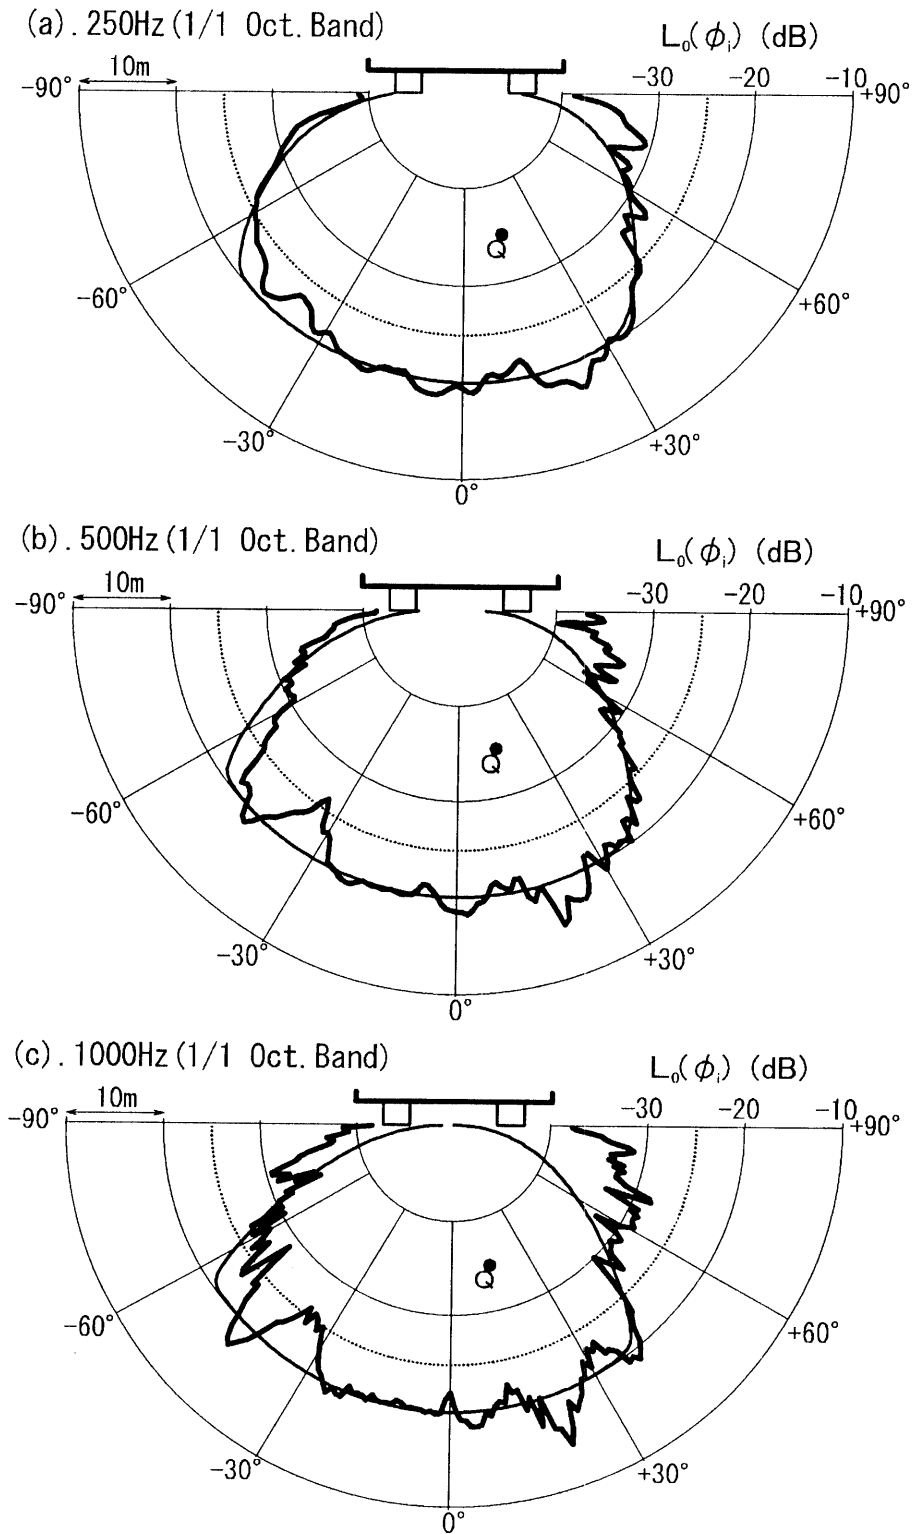 (a).250Hz(1/1 Oct.Band)
L₀(ϕᵢ) (dB)
10m
-30 -20 -10
-90° +90°
Q
-60° +60°
-30° +30°
0°
(b).500Hz(1/1 Oct.Band)
L₀(ϕᵢ) (dB)
10m
-30 -20 -10
-90° +90°
Q
-60° +60°
-30° +30°
0°
(c).1000Hz(1/1 Oct.Band)
L₀(ϕᵢ) (dB)
10m
-30 -20 -10
-90° +90°
Q
-60° +60°
-30° +30°
0°